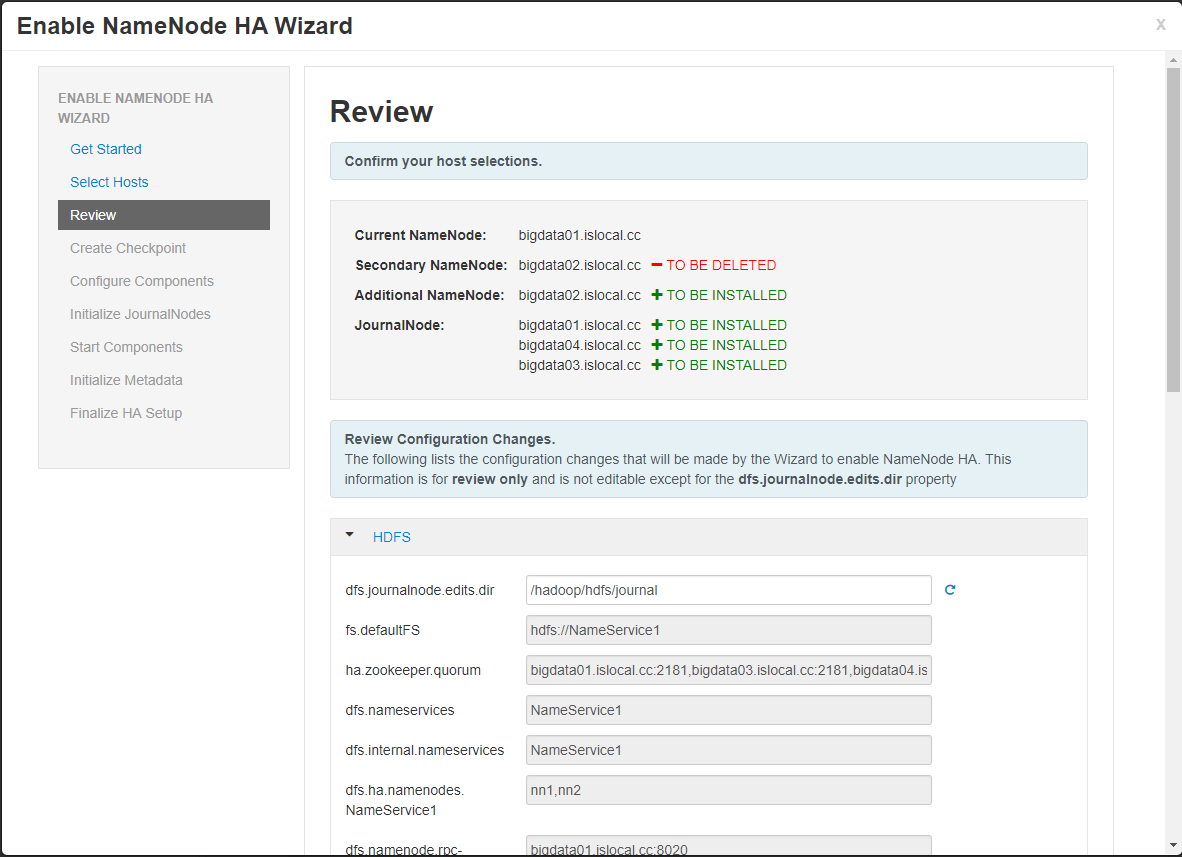 Enable NameNode HA Wizard
x
ENABLE NAMENODE HA
WIZARD
Get Started
Select Hosts
Review
Create Checkpoint
Configure Components
Initialize JournalNodes
Start Components
Initialize Metadata
Finalize HA Setup
Review
Confirm your host selections.
Current NameNode: bigdata01.islocal.cc
Secondary NameNode: bigdata02.islocal.cc TO BE DELETED
Additional NameNode: bigdata02.islocal.cc TO BE INSTALLED
JournalNode: bigdata01.islocal.cc TO BE INSTALLED
bigdata04.islocal.cc TO BE INSTALLED
bigdata03.islocal.cc TO BE INSTALLED
Review Configuration Changes.
The following lists the configuration changes that will be made by the Wizard to enable NameNode HA. This
information is for review only and is not editable except for the dfs.journalnode.edits.dir property
HDFS
dfs.journalnode.edits.dir /hadoop/hdfs/journal
fs.defaultFS hdfs://NameService1
ha.zookeeper.quorum bigdata01.islocal.cc:2181,bigdata03.islocal.cc:2181,bigdata04.is
dfs.nameservices NameService1
dfs.internal.nameservices NameService1
dfs.ha.namenodes. nn1,nn2
NameService1
dfs.namenode.rpc- bigdata01.islocal.cc:8020